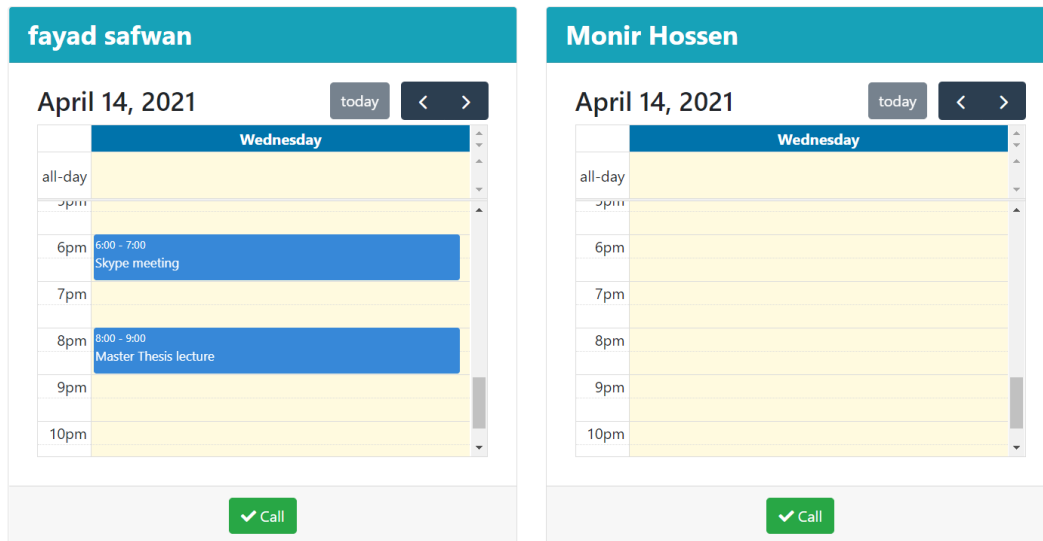 fayad safwan
April 14, 2021
today
Wednesday
all-day
6pm
6:00 - 7:00
Skype meeting
7pm
8pm
8:00 - 9:00
Master Thesis lecture
9pm
10pm
Call
Monir Hossen
April 14, 2021
today
Wednesday
all-day
6pm
7pm
8pm
9pm
10pm
Call